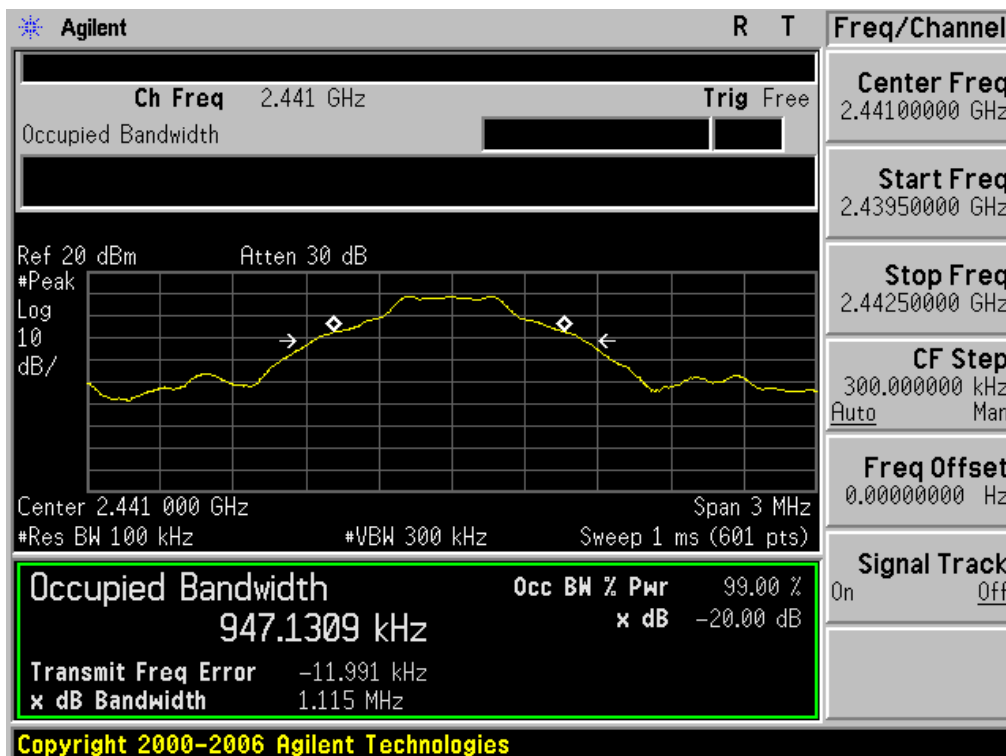 Agilent R T
Freq/Channel
Ch Freq 2.441 GHz Trig Free
Occupied Bandwidth
Center Freq
2.44100000 GHz
Start Freq
2.43950000 GHz
Stop Freq
2.44250000 GHz
CF Step
300.000000 kHz
Auto Man
Freq Offset
0.00000000 Hz
Signal Track
On Off
Ref 20 dBm Atten 30 dB
#Peak
Log
10
dB/
Center 2.441 000 GHz Span 3 MHz
#Res BW 100 kHz #VBW 300 kHz Sweep 1 ms (601 pts)
Occupied Bandwidth
947.1309 kHz
Occ BW % Pwr 99.00 %
x dB -20.00 dB
Transmit Freq Error -11.991 kHz
x dB Bandwidth 1.115 MHz
Copyright 2000-2006 Agilent Technologies